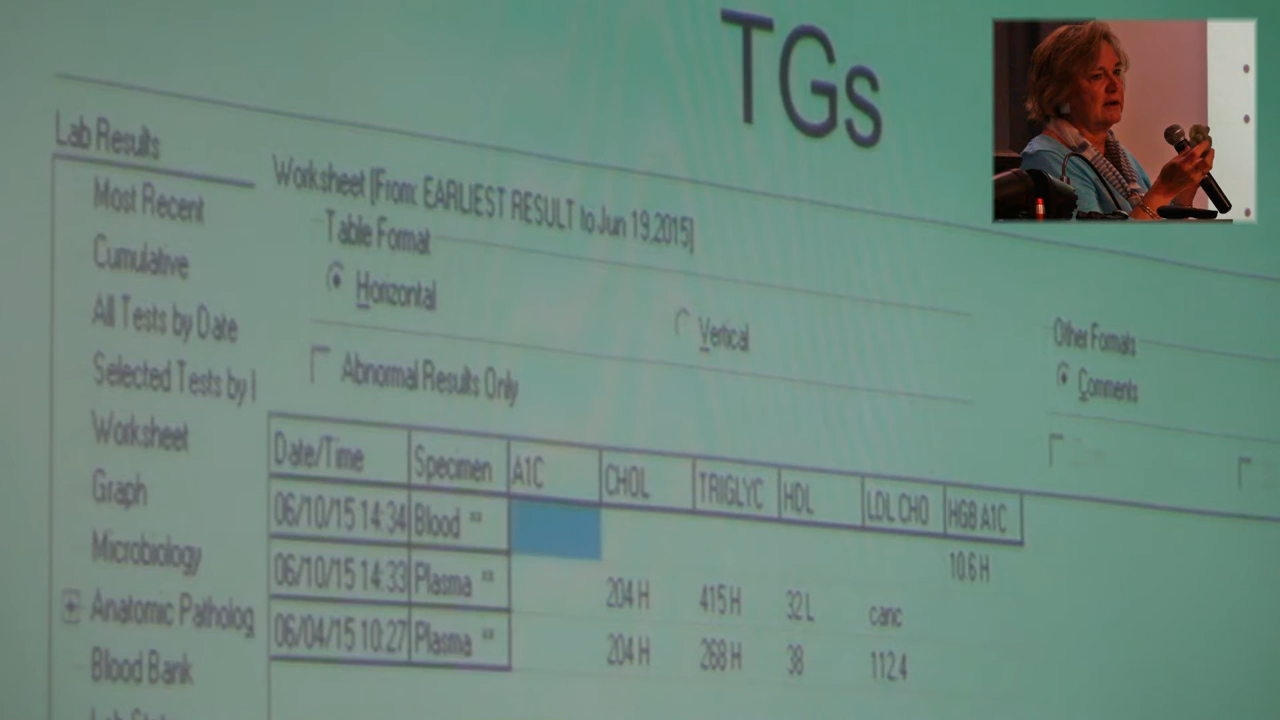 TGs
Lab Results
Most Recent
Cumulative
All Tests by Date
Selected Tests by
Worksheet
Graph
Microbiology
Anatomic Patholog
Blood Bank
Worksheet [From: EARLIEST RESULT to Jun 19,2015]
Table Format
Horizontal
Vertical
Other Formats
Comments
Abnormal Results Only
Date/Time Specimen A1C CHOL TRIGLYC HDL LDL CHO HGB A1C
06/10/15 14:34 Blood ** 10.6 H
06/10/15 14:33 Plasma ** 204 H 415 H 32 L canc
06/04/15 10:27 Plasma ** 204 H 268 H 38 112.4